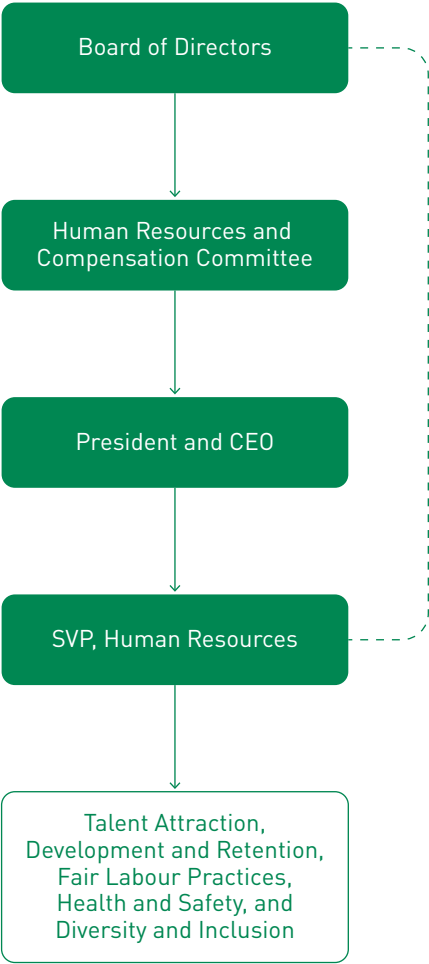 Board of Directors
Human Resources and
Compensation Committee
President and CEO
SVP, Human Resources
Talent Attraction,
Development and Retention,
Fair Labour Practices,
Health and Safety, and
Diversity and Inclusion